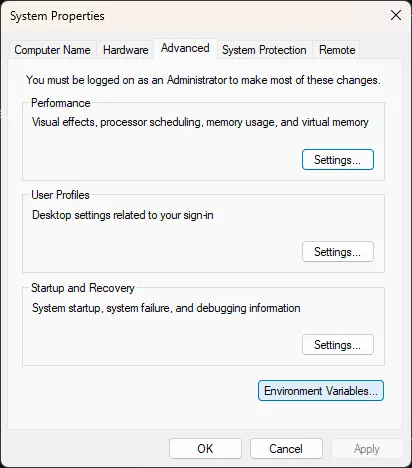 System Properties
Computer Name Hardware Advanced System Protection Remote
You must be logged on as an Administrator to make most of these changes.
Performance
Visual effects, processor scheduling, memory usage, and virtual memory
Settings...
User Profiles
Desktop settings related to your sign-in
Settings...
Startup and Recovery
System startup, system failure, and debugging information
Settings...
Environment Variables...
OK Cancel Apply